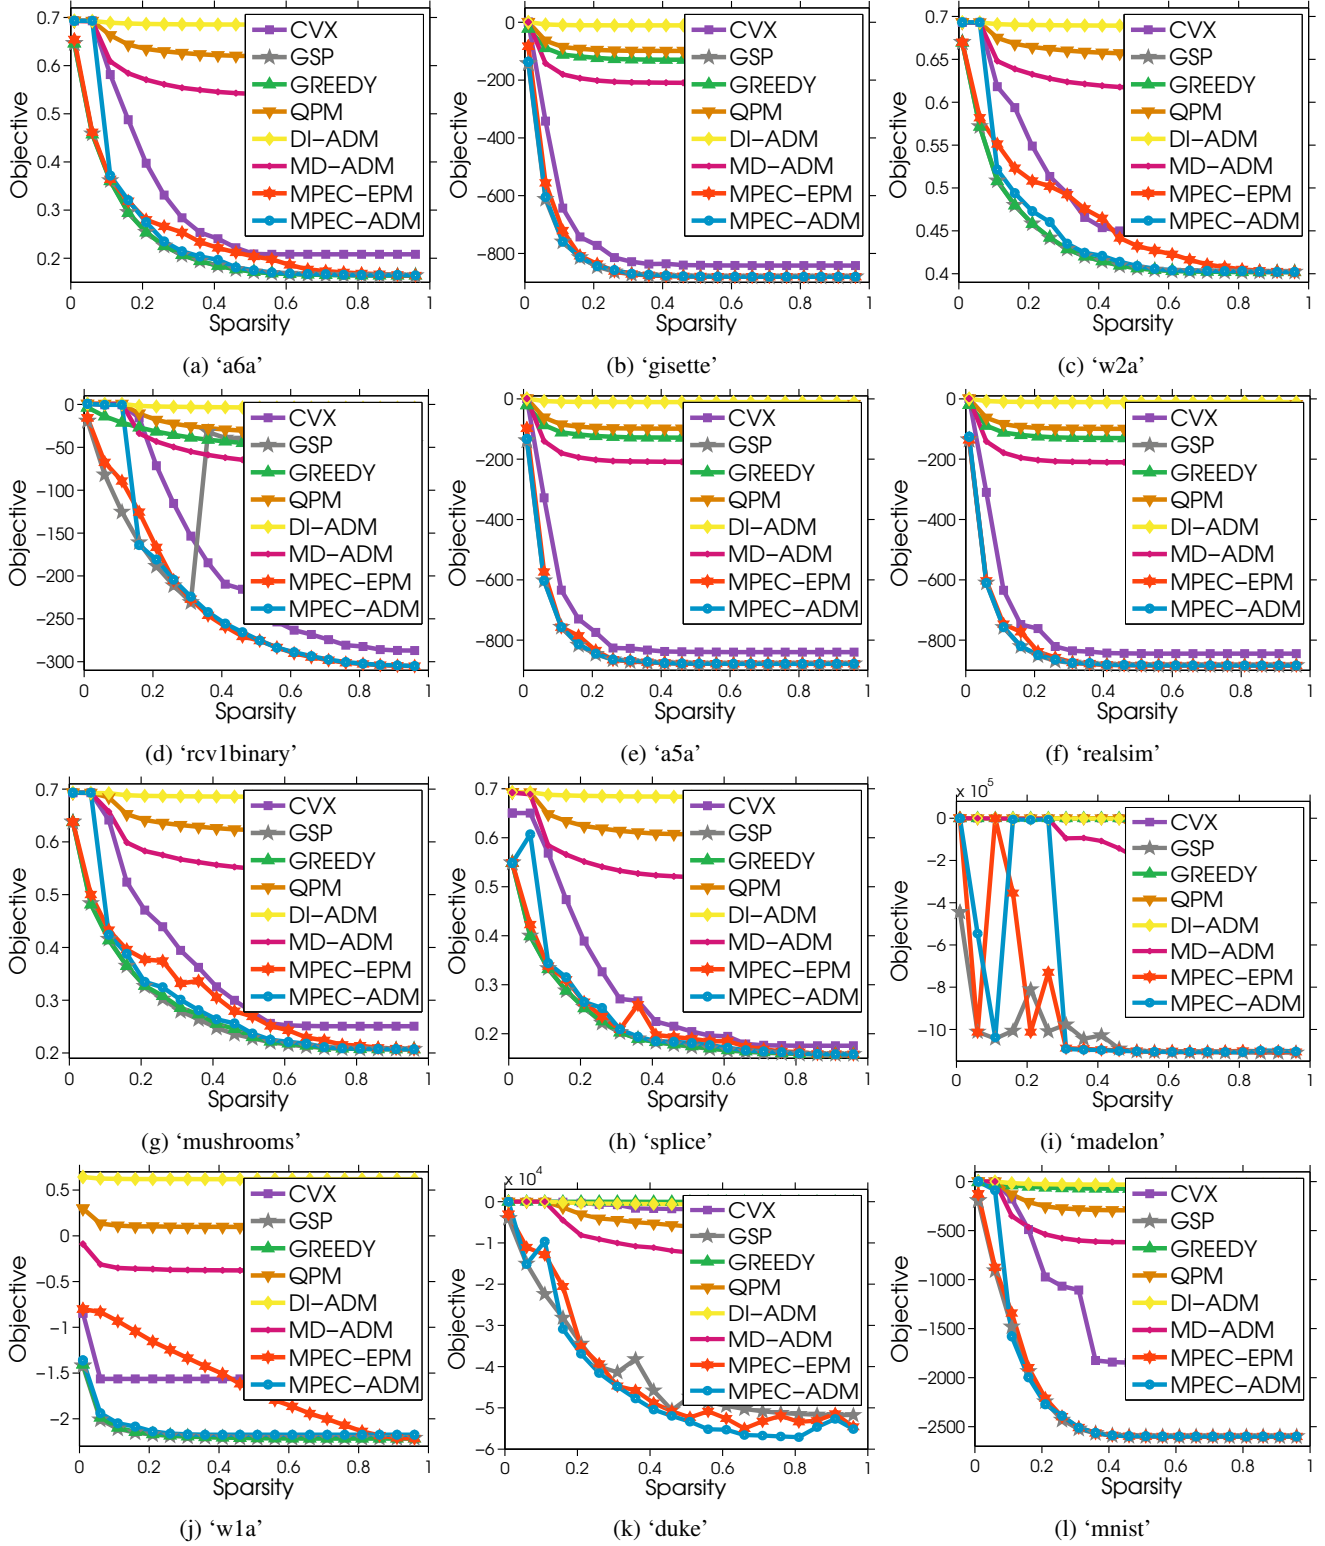 0.7
0.6
0.5
0.4
0.3
0.2
0 0.2 0.4 0.6 0.8 1
Objective
Sparsity
CVX
GSP
GREEDY
QPM
DI−ADM
MD−ADM
MPEC−EPM
MPEC−ADM
(a) ‘a6a’
0
−200
−400
−600
−800
0 0.2 0.4 0.6 0.8 1
Objective
Sparsity
CVX
GSP
GREEDY
QPM
DI−ADM
MD−ADM
MPEC−EPM
MPEC−ADM
(b) ‘gisette’
0.7
0.65
0.6
0.55
0.5
0.45
0.4
0 0.2 0.4 0.6 0.8 1
Objective
Sparsity
CVX
GSP
GREEDY
QPM
DI−ADM
MD−ADM
MPEC−EPM
MPEC−ADM
(c) ‘w2a’
0
−50
−100
−150
−200
−250
−300
0 0.2 0.4 0.6 0.8 1
Objective
Sparsity
CVX
GSP
GREEDY
QPM
DI−ADM
MD−ADM
MPEC−EPM
MPEC−ADM
(d) ‘rcv1binary’
0
−200
−400
−600
−800
0 0.2 0.4 0.6 0.8 1
Objective
Sparsity
CVX
GSP
GREEDY
QPM
DI−ADM
MD−ADM
MPEC−EPM
MPEC−ADM
(e) ‘a5a’
0
−200
−400
−600
−800
0 0.2 0.4 0.6 0.8 1
Objective
Sparsity
CVX
GSP
GREEDY
QPM
DI−ADM
MD−ADM
MPEC−EPM
MPEC−ADM
(f) ‘realsim’
0.7
0.6
0.5
0.4
0.3
0.2
0 0.2 0.4 0.6 0.8 1
Objective
Sparsity
CVX
GSP
GREEDY
QPM
DI−ADM
MD−ADM
MPEC−EPM
MPEC−ADM
(g) ‘mushrooms’
0.7
0.6
0.5
0.4
0.3
0.2
0 0.2 0.4 0.6 0.8 1
Objective
Sparsity
CVX
GSP
GREEDY
QPM
DI−ADM
MD−ADM
MPEC−EPM
MPEC−ADM
(h) ‘splice’
x 10^5
0
−2
−4
−6
−8
−10
0 0.2 0.4 0.6 0.8 1
Objective
Sparsity
CVX
GSP
GREEDY
QPM
DI−ADM
MD−ADM
MPEC−EPM
MPEC−ADM
(i) ‘madelon’
0.5
0
−0.5
−1
−1.5
−2
0 0.2 0.4 0.6 0.8 1
Objective
Sparsity
CVX
GSP
GREEDY
QPM
DI−ADM
MD−ADM
MPEC−EPM
MPEC−ADM
(j) ‘w1a’
x 10^4
0
−1
−2
−3
−4
−5
−6
0 0.2 0.4 0.6 0.8 1
Objective
Sparsity
CVX
GSP
GREEDY
QPM
DI−ADM
MD−ADM
MPEC−EPM
MPEC−ADM
(k) ‘duke’
0
−500
−1000
−1500
−2000
−2500
0 0.2 0.4 0.6 0.8 1
Objective
Sparsity
CVX
GSP
GREEDY
QPM
DI−ADM
MD−ADM
MPEC−EPM
MPEC−ADM
(l) ‘mnist’